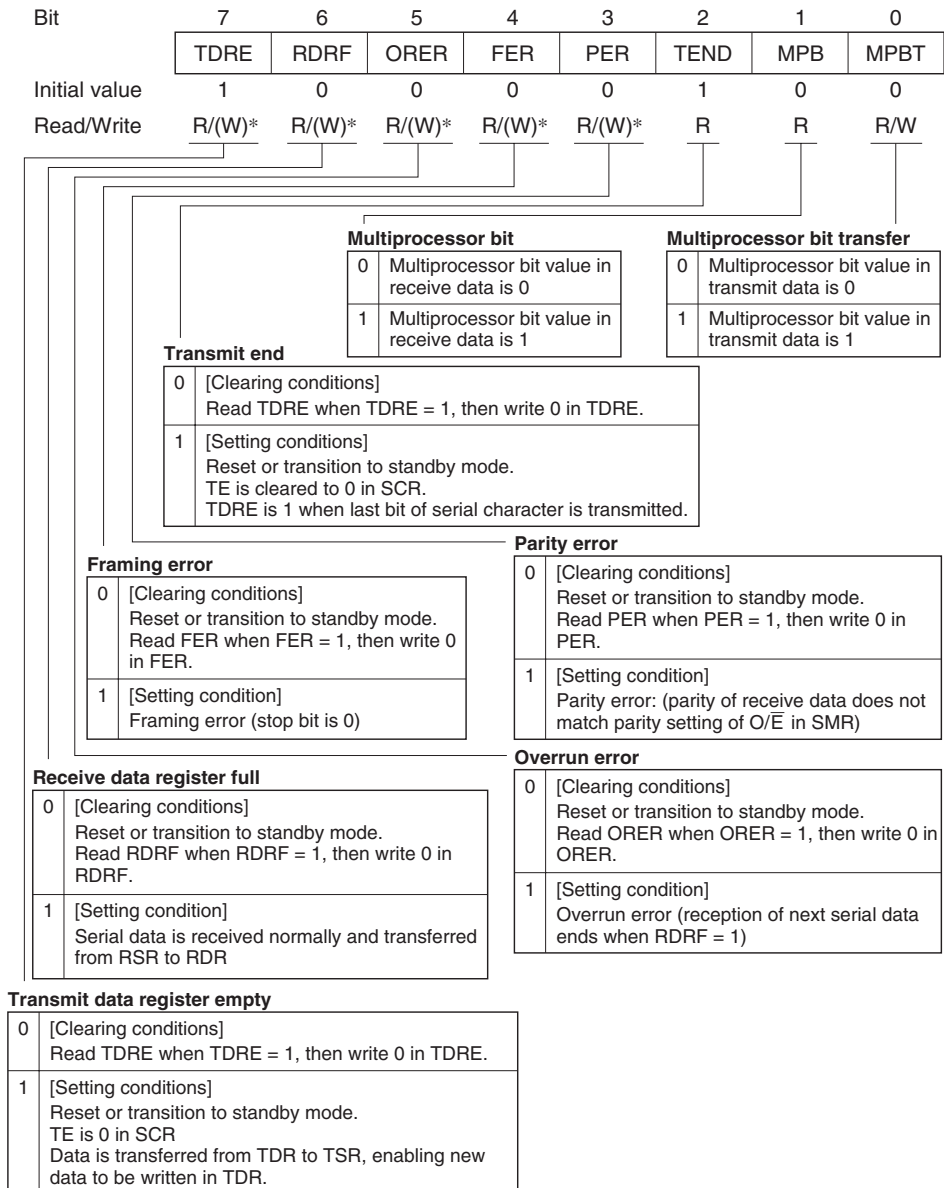 Bit 7 6 5 4 3 2 1 0
TDRE RDRF ORER FER PER TEND MPB MPBT
Initial value 1 0 0 0 0 1 0 0
Read/Write R/(W)* R/(W)* R/(W)* R/(W)* R/(W)* R R R/W
Multiprocessor bit
0 Multiprocessor bit value in
receive data is 0
1 Multiprocessor bit value in
receive data is 1
Multiprocessor bit transfer
0 Multiprocessor bit value in
transmit data is 0
1 Multiprocessor bit value in
transmit data is 1
Transmit end
0 [Clearing conditions]
Read TDRE when TDRE = 1, then write 0 in TDRE.
1 [Setting conditions]
Reset or transition to standby mode.
TE is cleared to 0 in SCR.
TDRE is 1 when last bit of serial character is transmitted.
Parity error
0 [Clearing conditions]
Reset or transition to standby mode.
Read PER when PER = 1, then write 0 in
PER.
1 [Setting condition]
Parity error: (parity of receive data does not
match parity setting of O/E̅ in SMR)
Framing error
0 [Clearing conditions]
Reset or transition to standby mode.
Read FER when FER = 1, then write 0
in FER.
1 [Setting condition]
Framing error (stop bit is 0)
Overrun error
0 [Clearing conditions]
Reset or transition to standby mode.
Read ORER when ORER = 1, then write 0 in
ORER.
1 [Setting condition]
Overrun error (reception of next serial data
ends when RDRF = 1)
Receive data register full
0 [Clearing conditions]
Reset or transition to standby mode.
Read RDRF when RDRF = 1, then write 0 in
RDRF.
1 [Setting condition]
Serial data is received normally and transferred
from RSR to RDR
Transmit data register empty
0 [Clearing conditions]
Read TDRE when TDRE = 1, then write 0 in TDRE.
1 [Setting conditions]
Reset or transition to standby mode.
TE is 0 in SCR
Data is transferred from TDR to TSR, enabling new
data to be written in TDR.